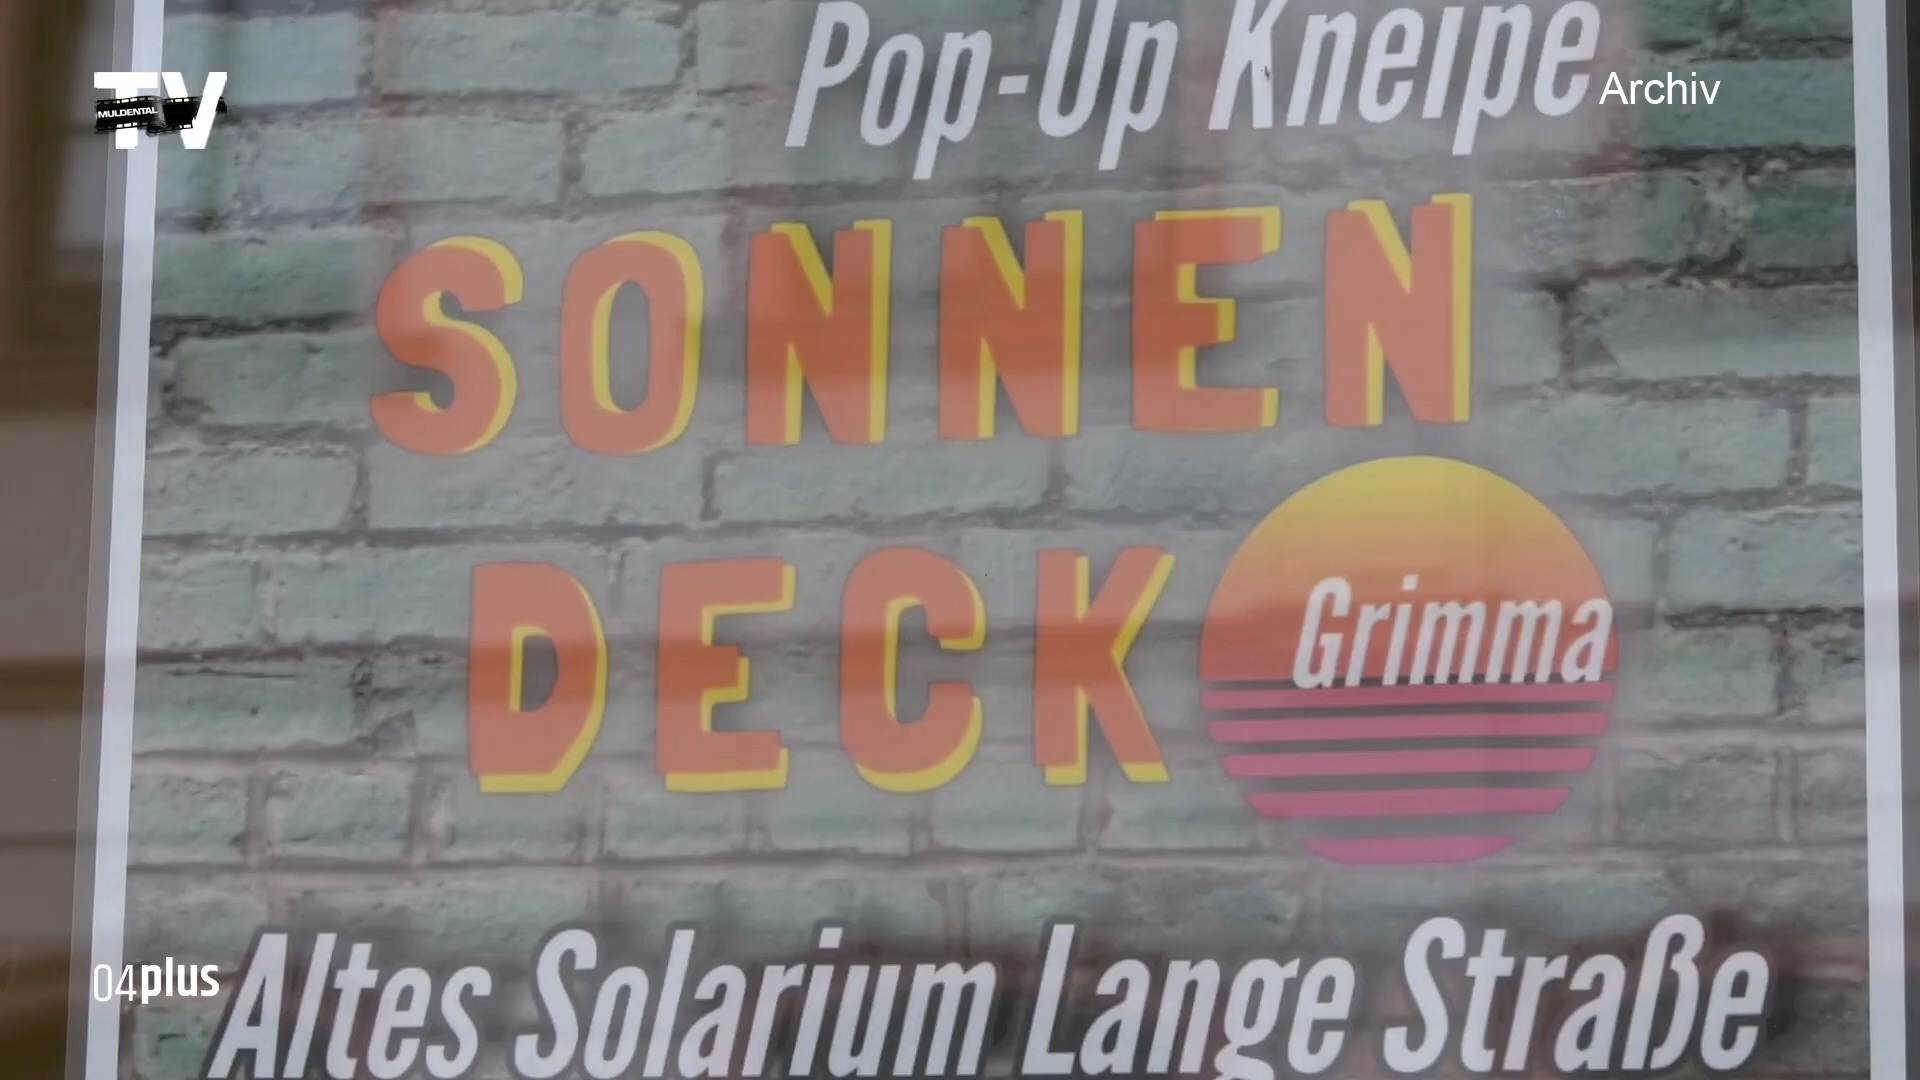 Pop-Up Kneipe
Archiv
TV
MULDENTAL
SONNEN
DECK
Grimma
04plus
Altes Solarium Lange Straße